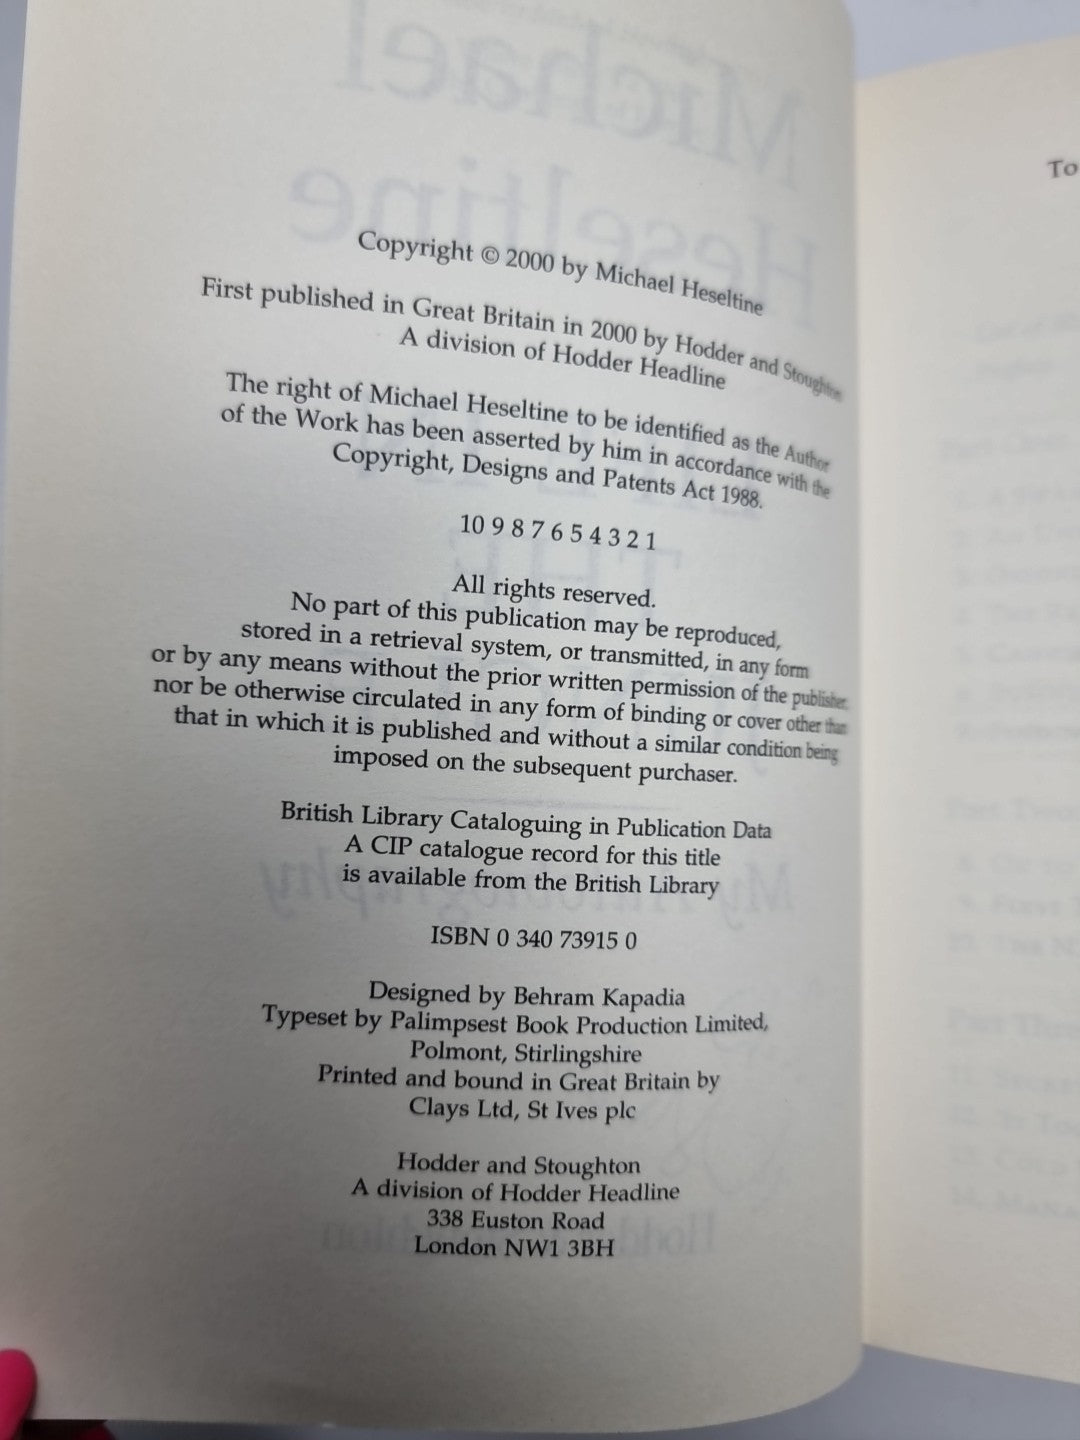 Copyright © 2000 by Michael Heseltine
First published in Great Britain in 2000 by Hodder and Stoughton
A division of Hodder Headline
The right of Michael Heseltine to be identified as the Author
of the Work has been asserted by him in accordance with the
Copyright, Designs and Patents Act 1988.
10 9 8 7 6 5 4 3 2 1
All rights reserved.
No part of this publication may be reproduced,
stored in a retrieval system, or transmitted, in any form
or by any means without the prior written permission of the publisher,
nor be otherwise circulated in any form of binding or cover other than
that in which it is published and without a similar condition being
imposed on the subsequent purchaser.
British Library Cataloguing in Publication Data
A CIP catalogue record for this title
is available from the British Library
ISBN 0 340 73915 0
Designed by Behram Kapadia
Typeset by Palimpsest Book Production Limited,
Polmont, Stirlingshire
Printed and bound in Great Britain by
Clays Ltd, St Ives plc
Hodder and Stoughton
A division of Hodder Headline
338 Euston Road
London NW1 3BH
To